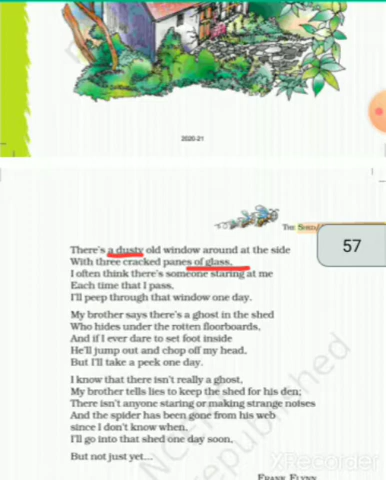 2020-21
THE SHED
57
There's a dusty old window around at the side
With three cracked panes of glass,
I often think there's someone staring at me
Each time that I pass,
I'll peep through that window one day.
My brother says there's a ghost in the shed
Who hides under the rotten floorboards,
And if I ever dare to set foot inside
He'll jump out and chop off my head,
But I'll take a peek one day.
I know that there isn't really a ghost,
My brother tells lies to keep the shed for his den;
There isn't anyone staring or making strange noises
And the spider has been gone from his web
since I don't know when,
I'll go into that shed one day soon,
But not just yet...
FRANK FLYNN
republished
XRecorder